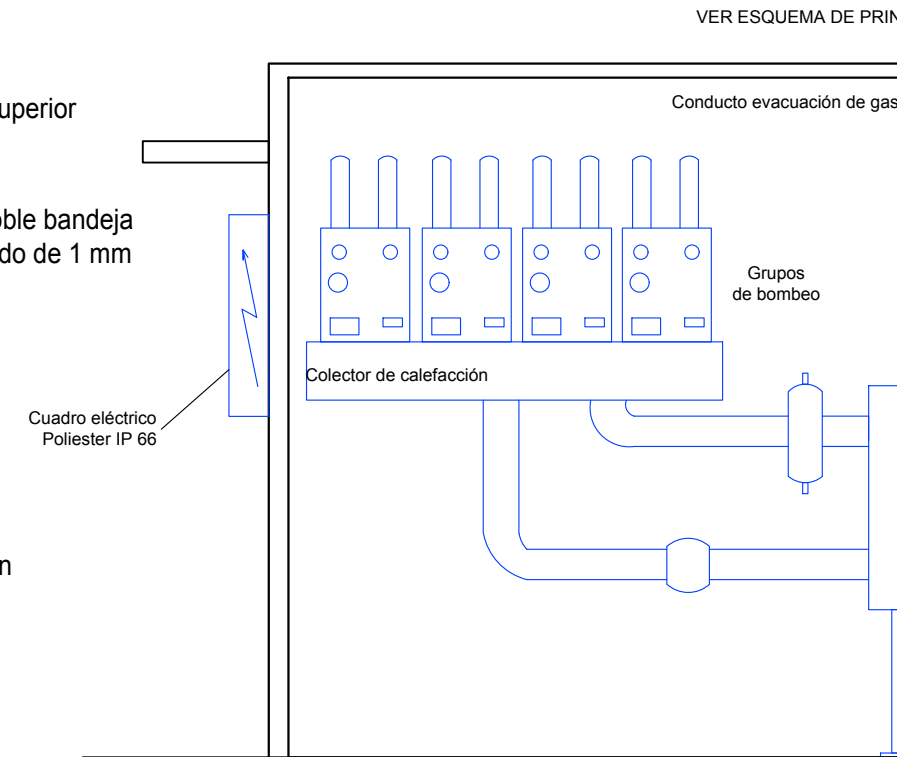 VER ESQUEMA DE PRIN
uperior
Conducto evacuación de gas
oble bandeja
do de 1 mm
Grupos
de bombeo
Colector de calefacción
Cuadro eléctrico
Poliester IP 66
n